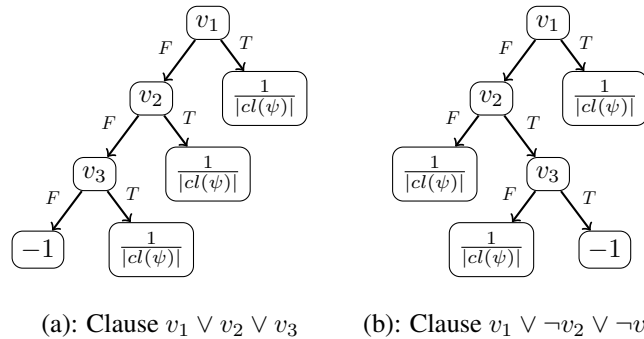 v₁
F T
v₂ 1/|cl(ψ)|
F T
v₃ 1/|cl(ψ)|
F T
−1 1/|cl(ψ)|
(a): Clause v₁ ∨ v₂ ∨ v₃
v₁
F T
v₂ 1/|cl(ψ)|
F T
1/|cl(ψ)| v₃
F T
1/|cl(ψ)| −1
(b): Clause v₁ ∨ ¬v₂ ∨ ¬v